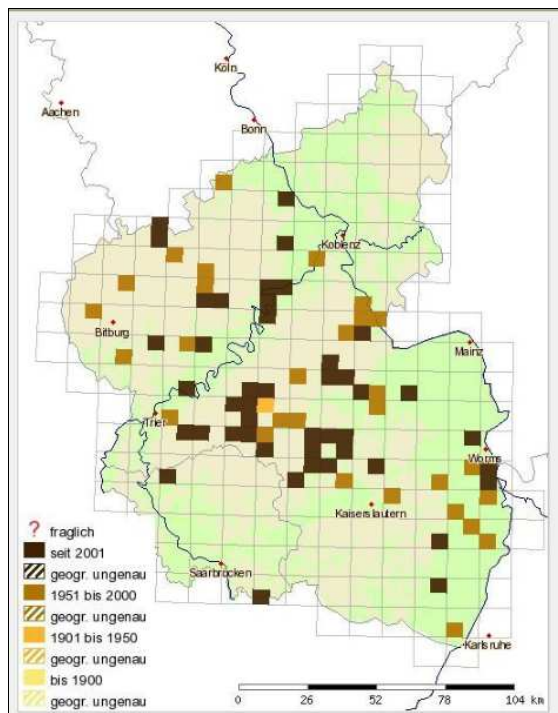 Köln
Aachen
Bonn
Koblenz
Bitburg
Mainz
Trier
Worms
Kaiserslautern
Saarbrücken
Karlsruhe
? fraglich
seit 2001
geogr. ungenau
1951 bis 2000
geogr. ungenau
1901 bis 1950
geogr. ungenau
bis 1900
geogr. ungenau
0 26 52 78 104 km